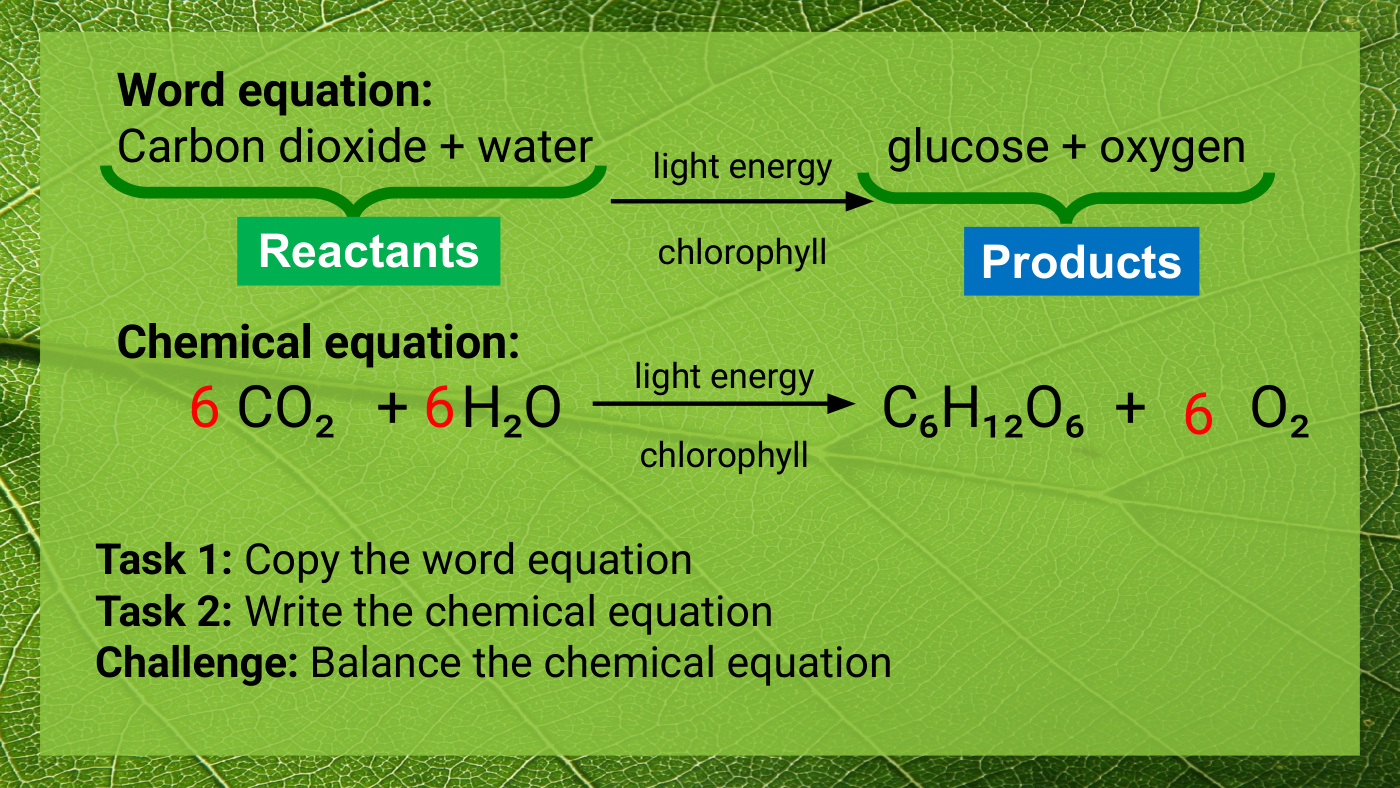 Word equation:
Carbon dioxide + water
light energy
chlorophyll
glucose + oxygen
Reactants
Products
Chemical equation:
6 CO₂ + 6 H₂O
light energy
chlorophyll
C₆H₁₂O₆ + 6 O₂
Task 1: Copy the word equation
Task 2: Write the chemical equation
Challenge: Balance the chemical equation